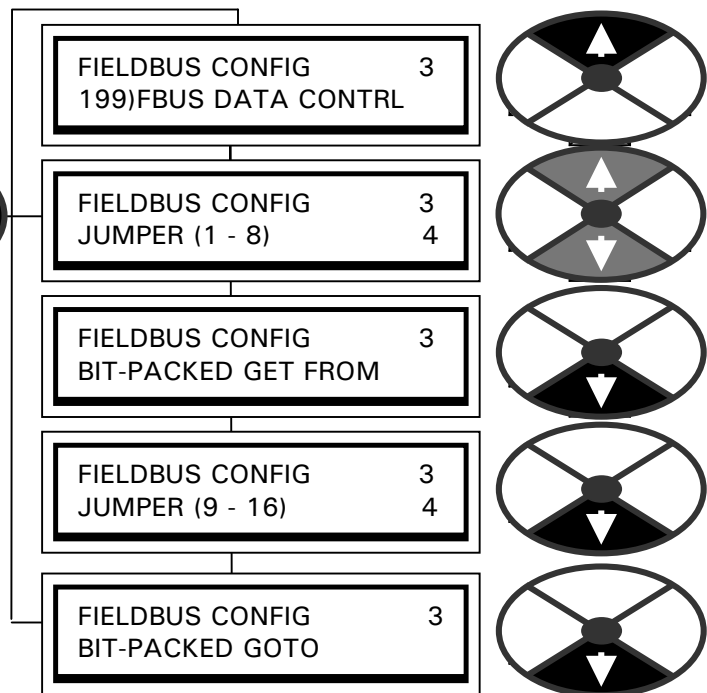 FIELDBUS CONFIG 3
199)FBUS DATA CONTRL
FIELDBUS CONFIG 3
JUMPER (1 - 8) 4
FIELDBUS CONFIG 3
BIT-PACKED GET FROM
FIELDBUS CONFIG 3
JUMPER (9 - 16) 4
FIELDBUS CONFIG 3
BIT-PACKED GOTO